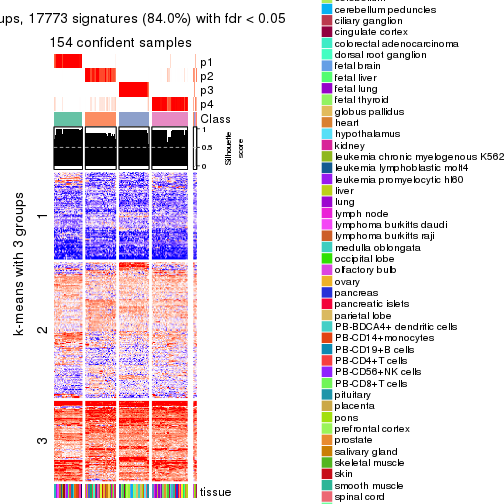 ups, 17773 signatures (84.0%) with fdr < 0.05
154 confident samples
p1
p2
p3
p4
Class
1
0.5
0
Silhouette
score
k-means with 3 groups
1
2
3
tissue
cerebellum peduncles
ciliary ganglion
cingulate cortex
colorectal adenocarcinoma
dorsal root ganglion
fetal brain
fetal liver
fetal lung
fetal thyroid
globus pallidus
heart
hypothalamus
kidney
leukemia chronic myelogenous K562
leukemia lymphoblastic molt4
leukemia promyelocytic hl60
liver
lung
lymph node
lymphoma burkitts daudi
lymphoma burkitts raji
medulla oblongata
occipital lobe
olfactory bulb
ovary
pancreas
pancreatic islets
parietal lobe
PB-BDCA4+ dendritic cells
PB-CD14+monocytes
PB-CD19+B cells
PB-CD4+T cells
PB-CD56+NK cells
PB-CD8+T cells
pituitary
placenta
pons
prefrontal cortex
prostate
salivary gland
skeletal muscle
skin
smooth muscle
spinal cord